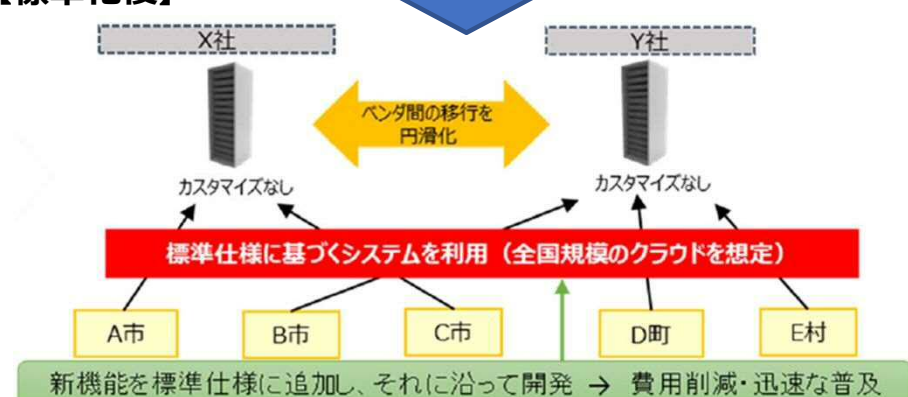 【標準化後】
X社
Y社
ベンダ間の移行を
円滑化
カスタマイズなし
カスタマイズなし
標準仕様に基づくシステムを利用（全国規模のクラウドを想定）
A市
B市
C市
D町
E村
新機能を標準仕様に追加し、それに沿って開発 → 費用削減・迅速な普及